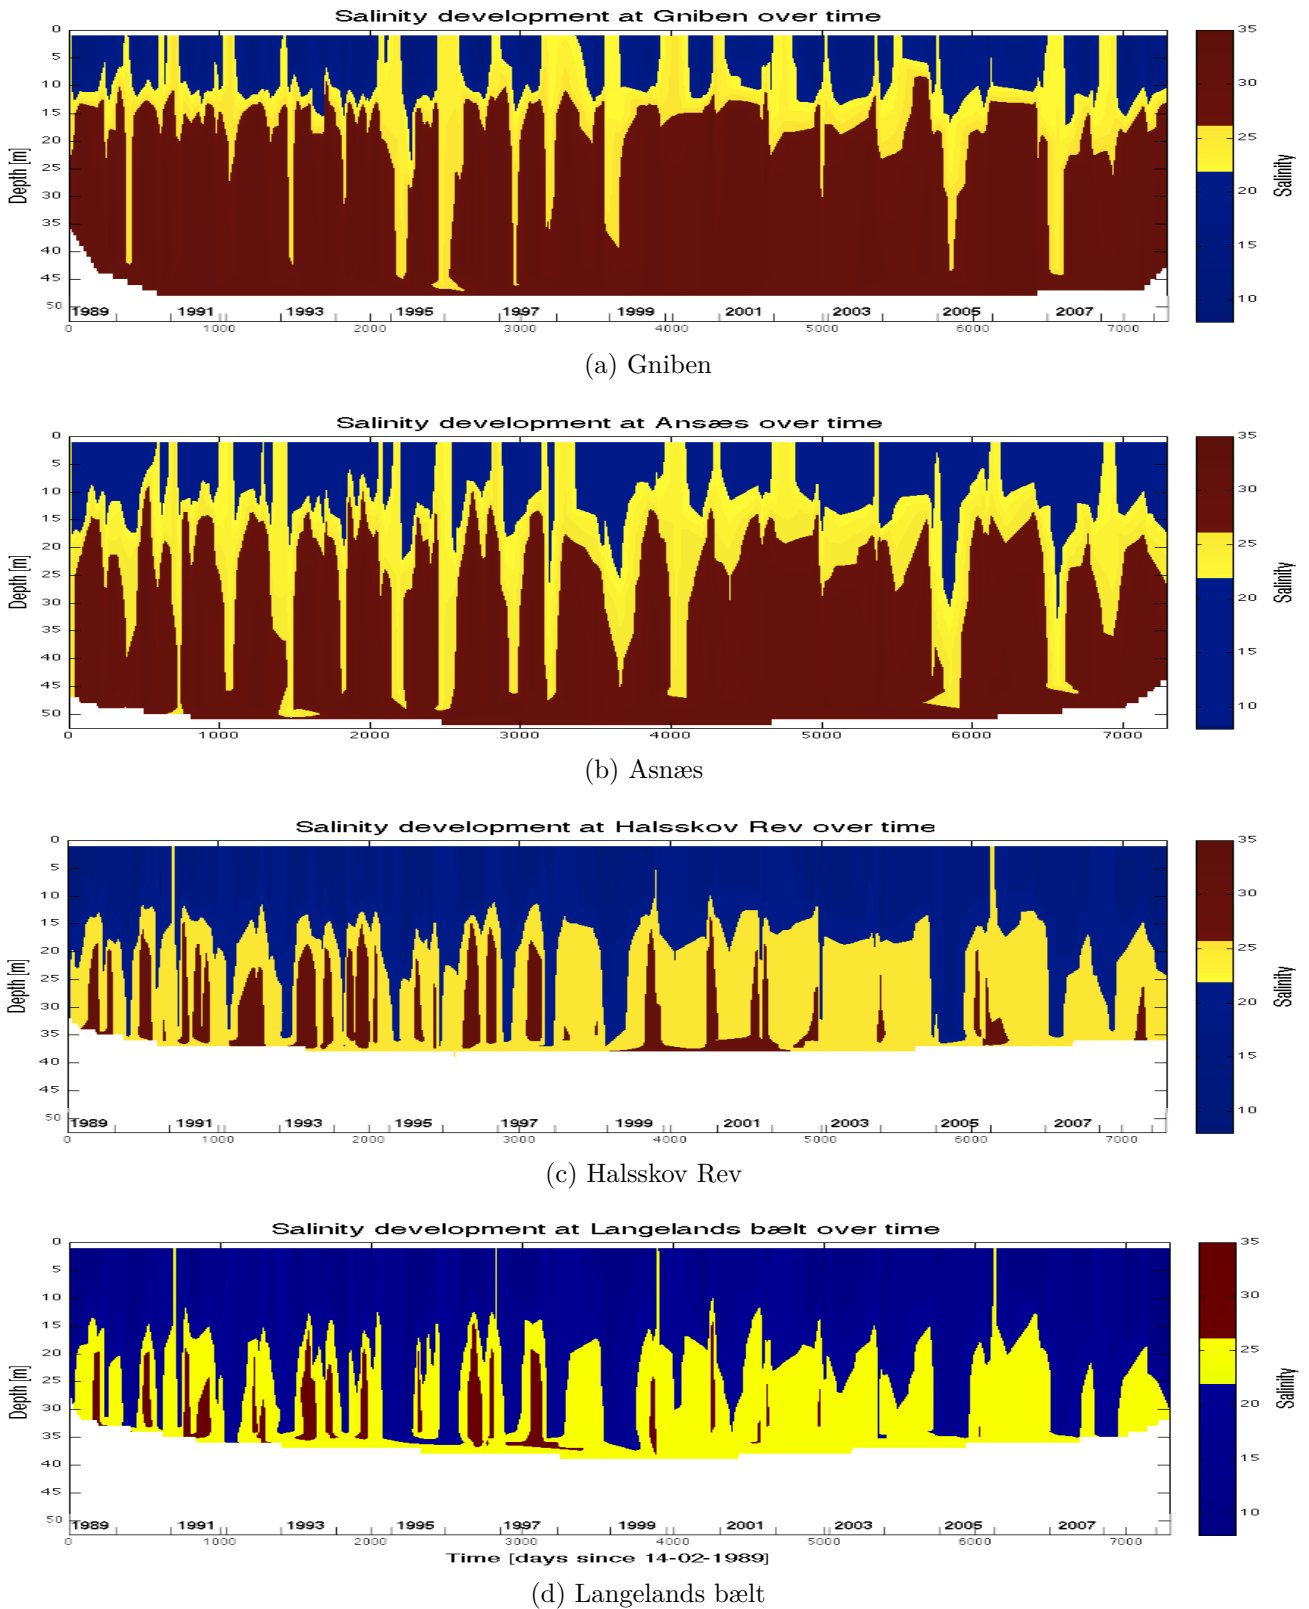 Salinity development at Gniben over time
0
5
10
15
20
25
30
35
40
45
50
Depth [m]
1989 1991 1993 1995 1997 1999 2001 2003 2005 2007
0 1000 2000 3000 4000 5000 6000 7000
35
30
25
20
15
10
Salinity
(a) Gniben
Salinity development at Ansæs over time
0
5
10
15
20
25
30
35
40
45
50
Depth [m]
0 1000 2000 3000 4000 5000 6000 7000
35
30
25
20
15
10
Salinity
(b) Asnæs
Salinity development at Halsskov Rev over time
0
5
10
15
20
25
30
35
40
45
50
Depth [m]
1989 1991 1993 1995 1997 1999 2001 2003 2005 2007
0 1000 2000 3000 4000 5000 6000 7000
35
30
25
20
15
10
Salinity
(c) Halsskov Rev
Salinity development at Langelands bælt over time
0
5
10
15
20
25
30
35
40
45
50
Depth [m]
1989 1991 1993 1995 1997 1999 2001 2003 2005 2007
0 1000 2000 3000 4000 5000 6000 7000
Time [days since 14-02-1989]
35
30
25
20
15
10
Salinity
(d) Langelands bælt